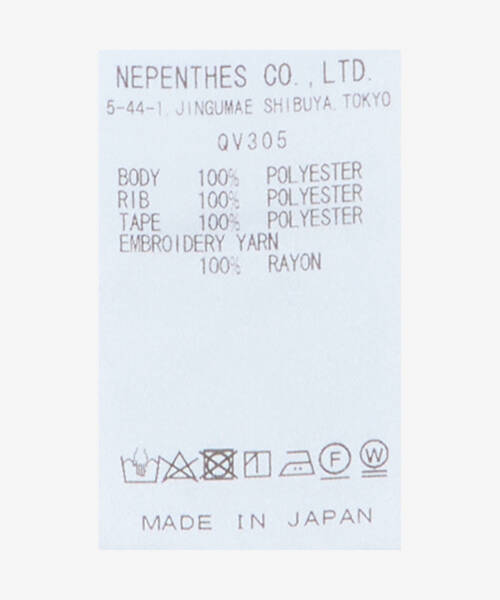 NEPENTHES CO., LTD.
5-44-1, JINGUMAE SHIBUYA, TOKYO
QV305
BODY 100% POLYESTER
RIB 100% POLYESTER
TAPE 100% POLYESTER
EMBROIDERY YARN
100% RAYON
F W
MADE IN JAPAN